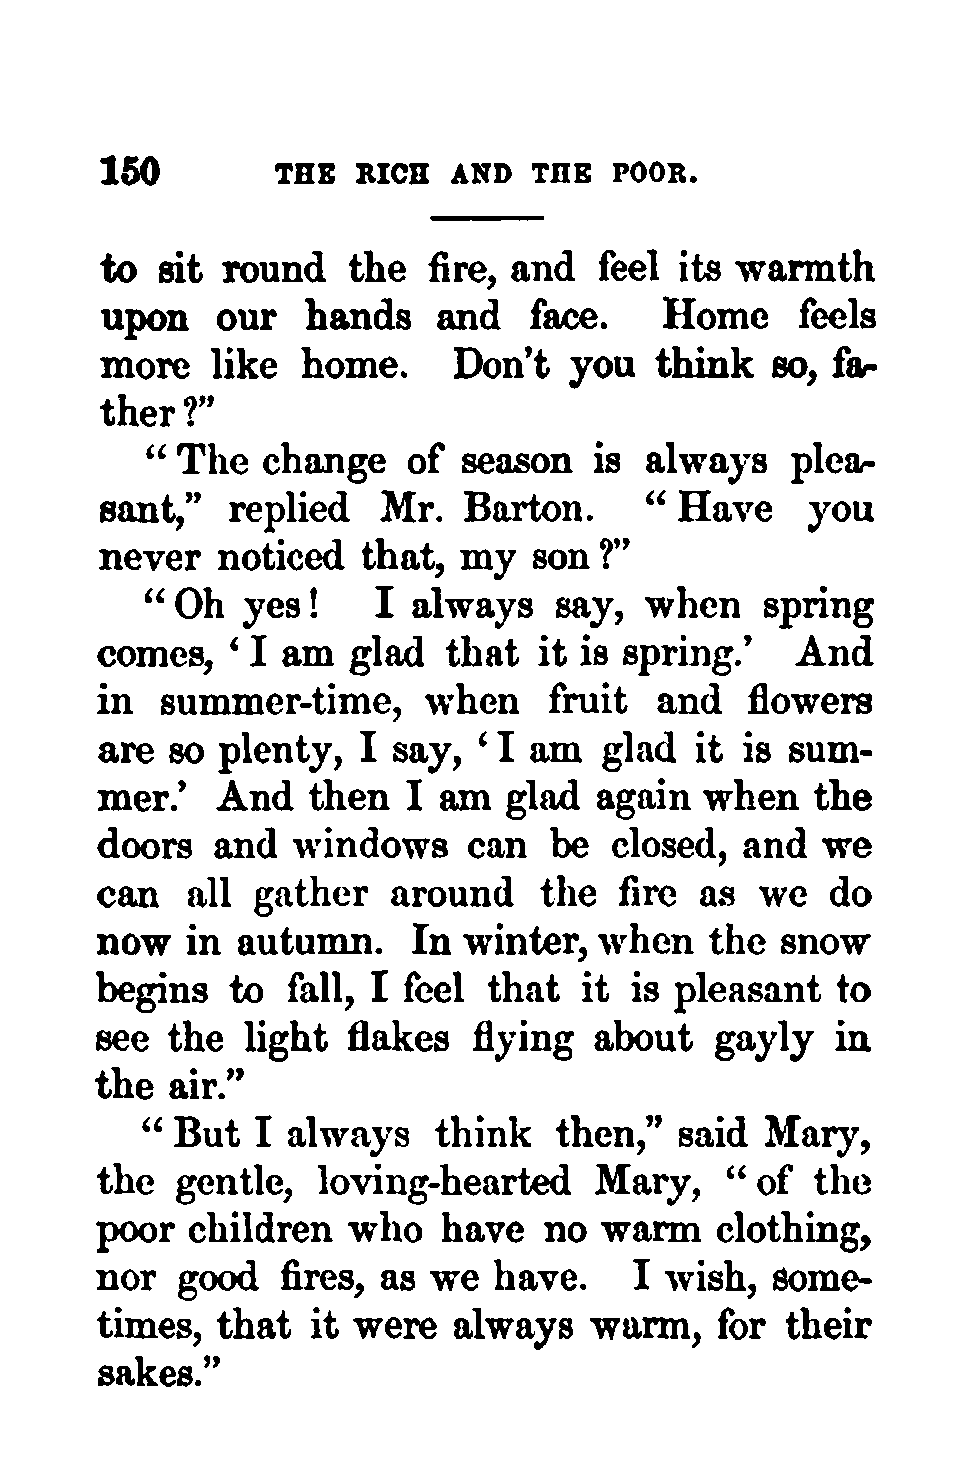 150 THE RICH AND THE POOR.
to sit round the fire, and feel its warmth
upon our hands and face. Home feels
more like home. Don't you think so, fa-
ther?"
"The change of season is always plea-
sant," replied Mr. Barton. "Have you
never noticed that, my son?"
"Oh yes! I always say, when spring
comes, 'I am glad that it is spring.' And
in summer-time, when fruit and flowers
are so plenty, I say, 'I am glad it is sum-
mer.' And then I am glad again when the
doors and windows can be closed, and we
can all gather around the fire as we do
now in autumn. In winter, when the snow
begins to fall, I feel that it is pleasant to
see the light flakes flying about gayly in
the air."
"But I always think then," said Mary,
the gentle, loving-hearted Mary, "of the
poor children who have no warm clothing,
nor good fires, as we have. I wish, some-
times, that it were always warm, for their
sakes."